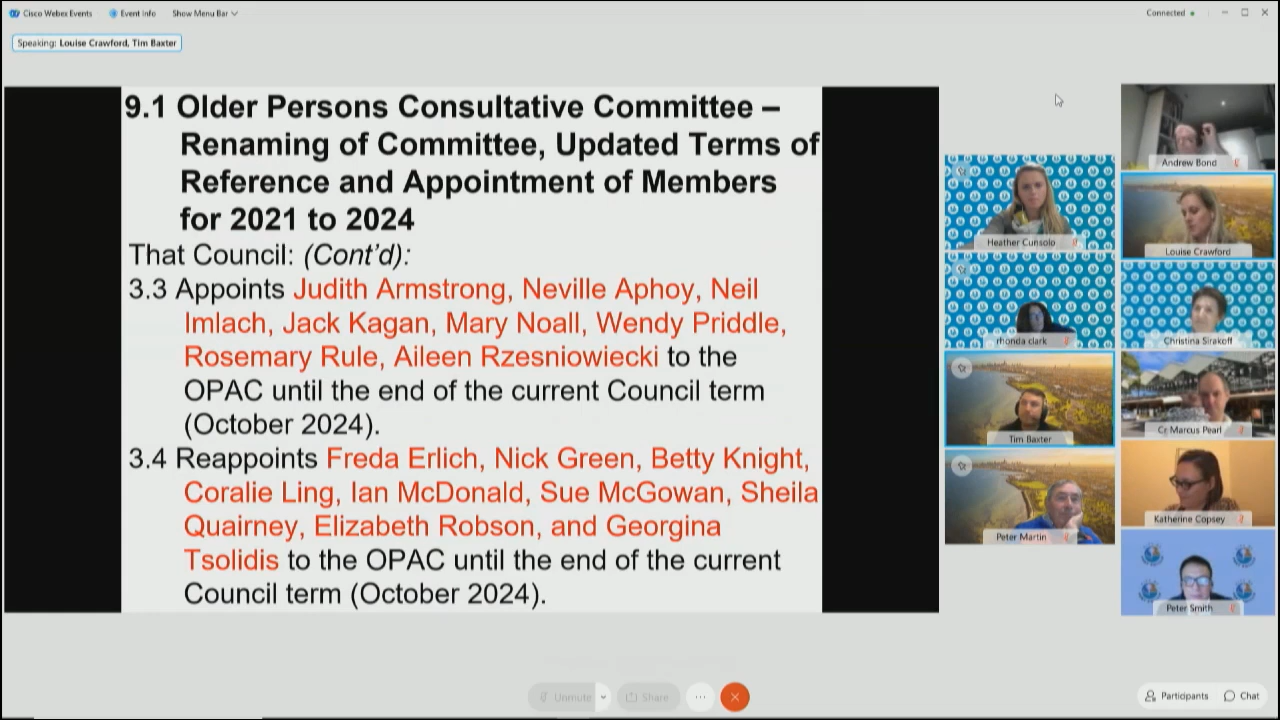 Cisco Webex Events Event Info Show Menu Bar
Connected
Speaking: Louise Crawford, Tim Baxter
9.1 Older Persons Consultative Committee –
Renaming of Committee, Updated Terms of
Reference and Appointment of Members
for 2021 to 2024
That Council: (Cont’d):
3.3 Appoints Judith Armstrong, Neville Aphoy, Neil
Imlach, Jack Kagan, Mary Noall, Wendy Priddle,
Rosemary Rule, Aileen Rzesniowiecki to the
OPAC until the end of the current Council term
(October 2024).
3.4 Reappoints Freda Erlich, Nick Green, Betty Knight,
Coralie Ling, Ian McDonald, Sue McGowan, Sheila
Quairney, Elizabeth Robson, and Georgina
Tsolidis to the OPAC until the end of the current
Council term (October 2024).
Heather Cunsolo
rhonda clark
Tim Baxter
Peter Martin
Andrew Bond
Louise Crawford
Christina Sirakoff
Cr Marcus Pearl
Katherine Copsey
Peter Smith
Unmute
Share
Participants
Chat